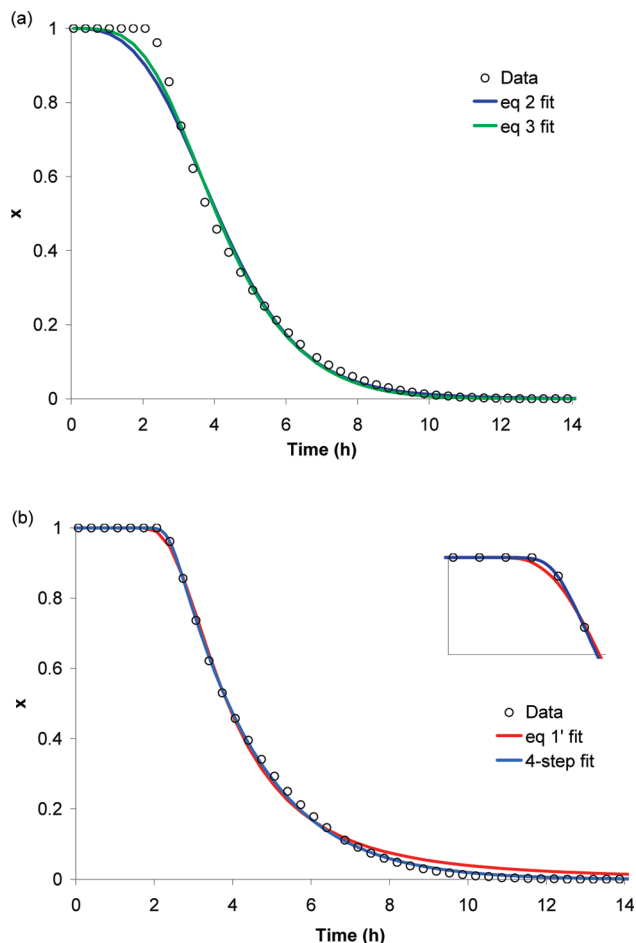 (a)
1
0.8
0.6
0.4
0.2
0
x
0 2 4 6 8 10 12 14
Time (h)
Data
eq 2 fit
eq 3 fit
(b)
1
0.8
0.6
0.4
0.2
0
x
0 2 4 6 8 10 12 14
Time (h)
Data
eq 1' fit
4-step fit